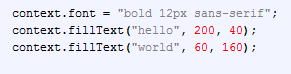 context.font = "bold 12px sans-serif";
context.fillText("hello", 200, 40);
context.fillText("world", 60, 160);